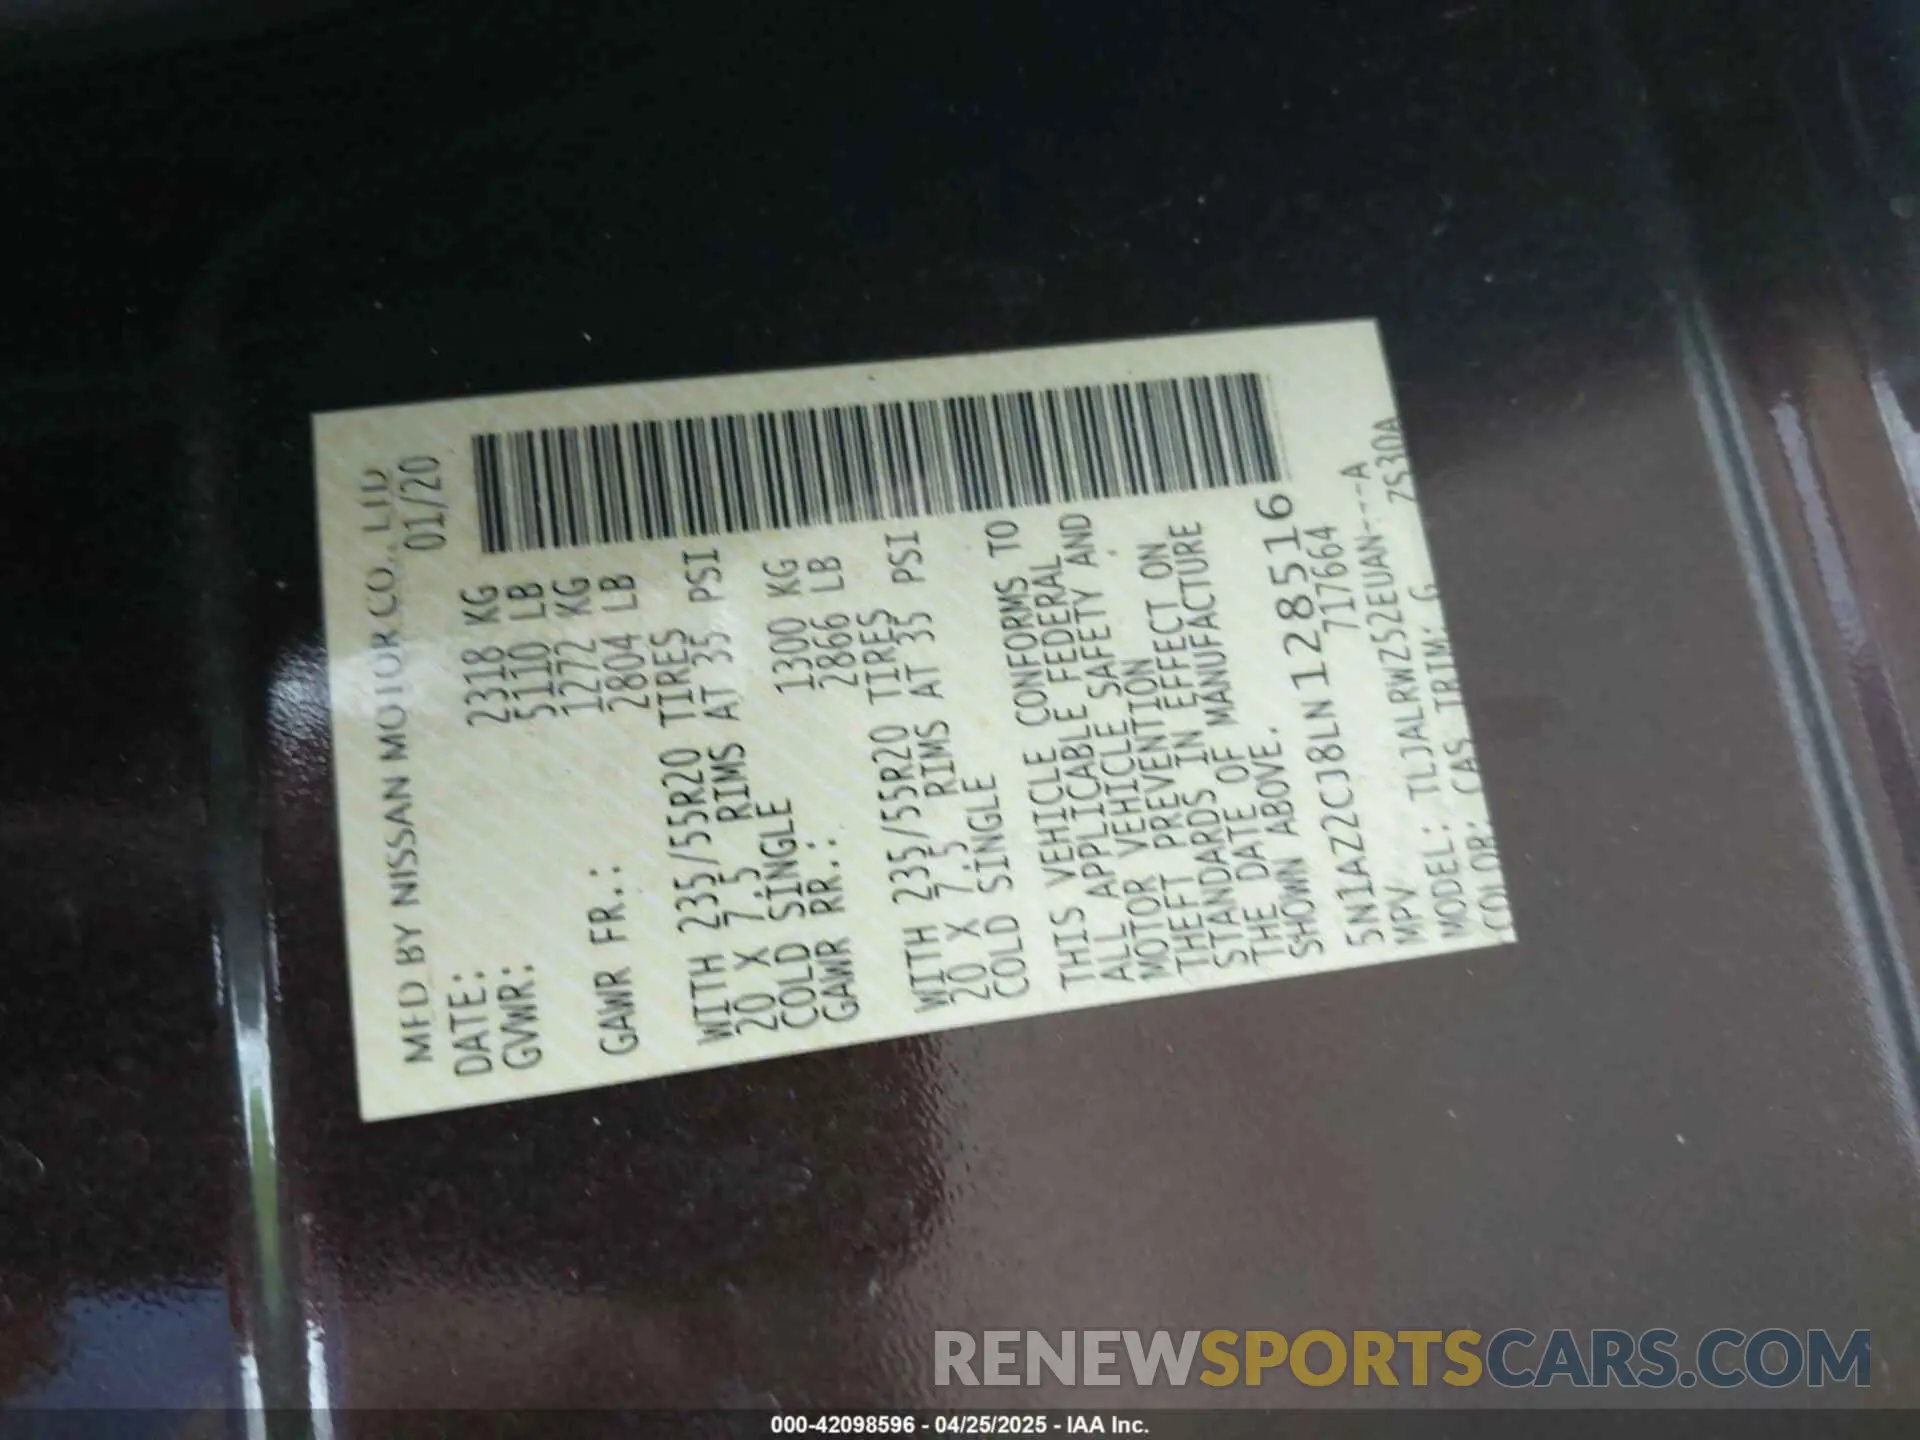 MFD BY NISSAN MOTOR CO., LTD
DATE: 01/20
GVWR: 2318 KG
5110 LB
GAWR FR.: 1272 KG
2804 LB
WITH 235/55R20 TIRES
20 X 7.5 RIMS AT 35 PSI
COLD SINGLE
GAWR RR.: 1300 KG
2866 LB
WITH 235/55R20 TIRES
20 X 7.5 RIMS AT 35 PSI
COLD SINGLE
THIS VEHICLE CONFORMS TO
ALL APPLICABLE FEDERAL
MOTOR VEHICLE SAFETY AND
THEFT PREVENTION
STANDARDS IN EFFECT ON
THE DATE OF MANUFACTURE
SHOWN ABOVE.
5N1AZ2CJ8LN128516
MPV 717664
MODEL: TLJALRWZ52EUAN---A
COLOR: CAS TRIM: G ZS30A
RENEWSPORTSCARS.COM
000-42098596 - 04/25/2025 - IAA Inc.